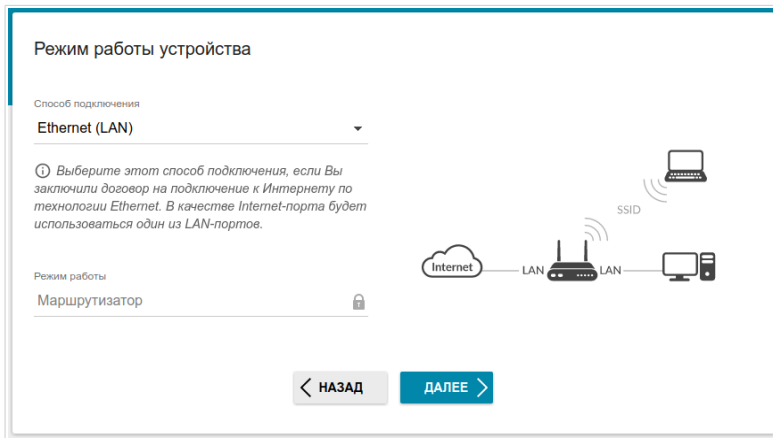 Режим работы устройства
Способ подключения
Ethernet (LAN)
Выберите этот способ подключения, если Вы
заключили договор на подключение к Интернету по
технологии Ethernet. В качестве Internet-порта будет
использоваться один из LAN-портов.
Режим работы
Маршрутизатор
SSID
Internet
LAN
LAN
НАЗАД
ДАЛЕЕ